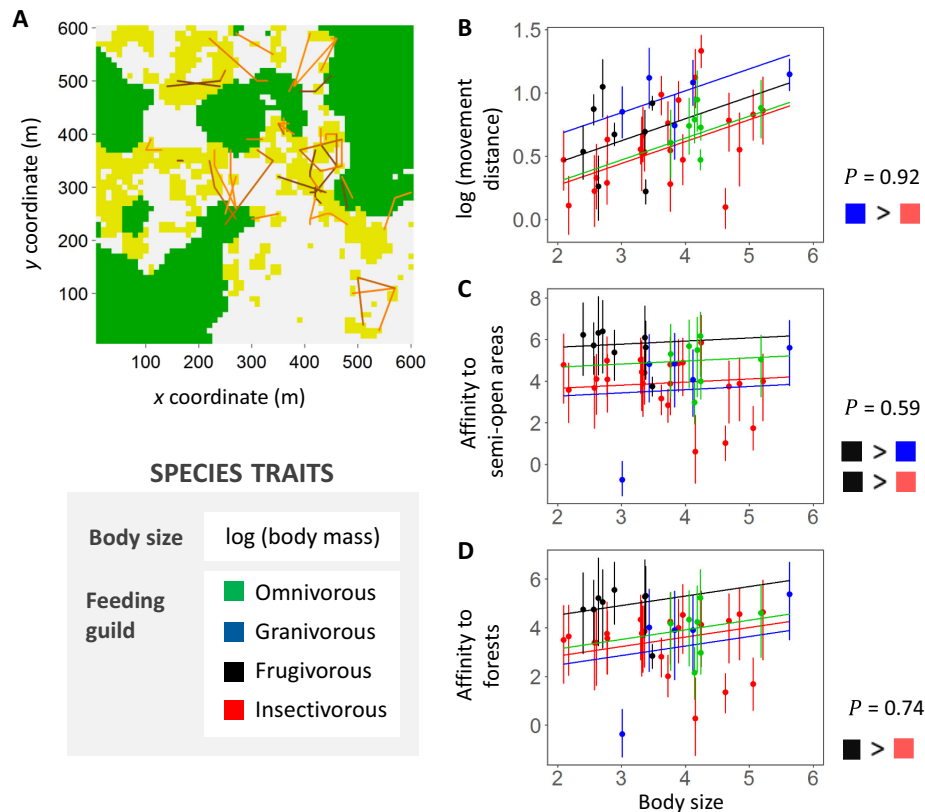 A
600
500
400
300
200
100
y coordinate (m)
100 200 300 400 500 600
x coordinate (m)
SPECIES TRAITS
Body size
log (body mass)
Feeding
guild
Omnivorous
Granivorous
Frugivorous
Insectivorous
B
1.5
1.0
0.5
0.0
log (movement
distance)
2 3 4 5 6
P = 0.92
>
C
8
6
4
2
0
Affinity to
semi-open areas
2 3 4 5 6
P = 0.59
>
>
D
6
4
2
0
Affinity to
forests
2 3 4 5 6
Body size
P = 0.74
>